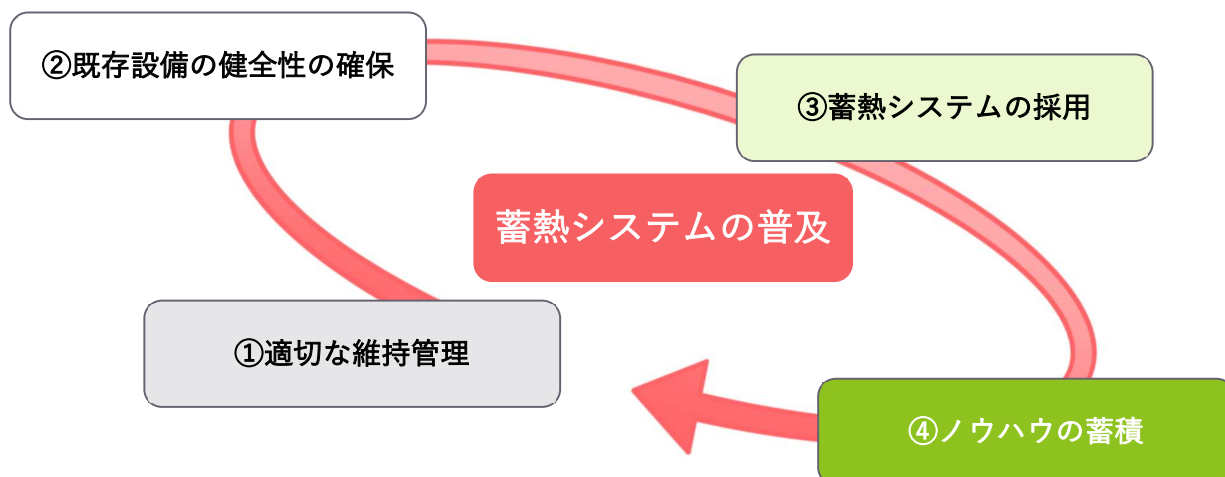 ②既存設備の健全性の確保
③蓄熱システムの採用
蓄熱システムの普及
①適切な維持管理
④ノウハウの蓄積